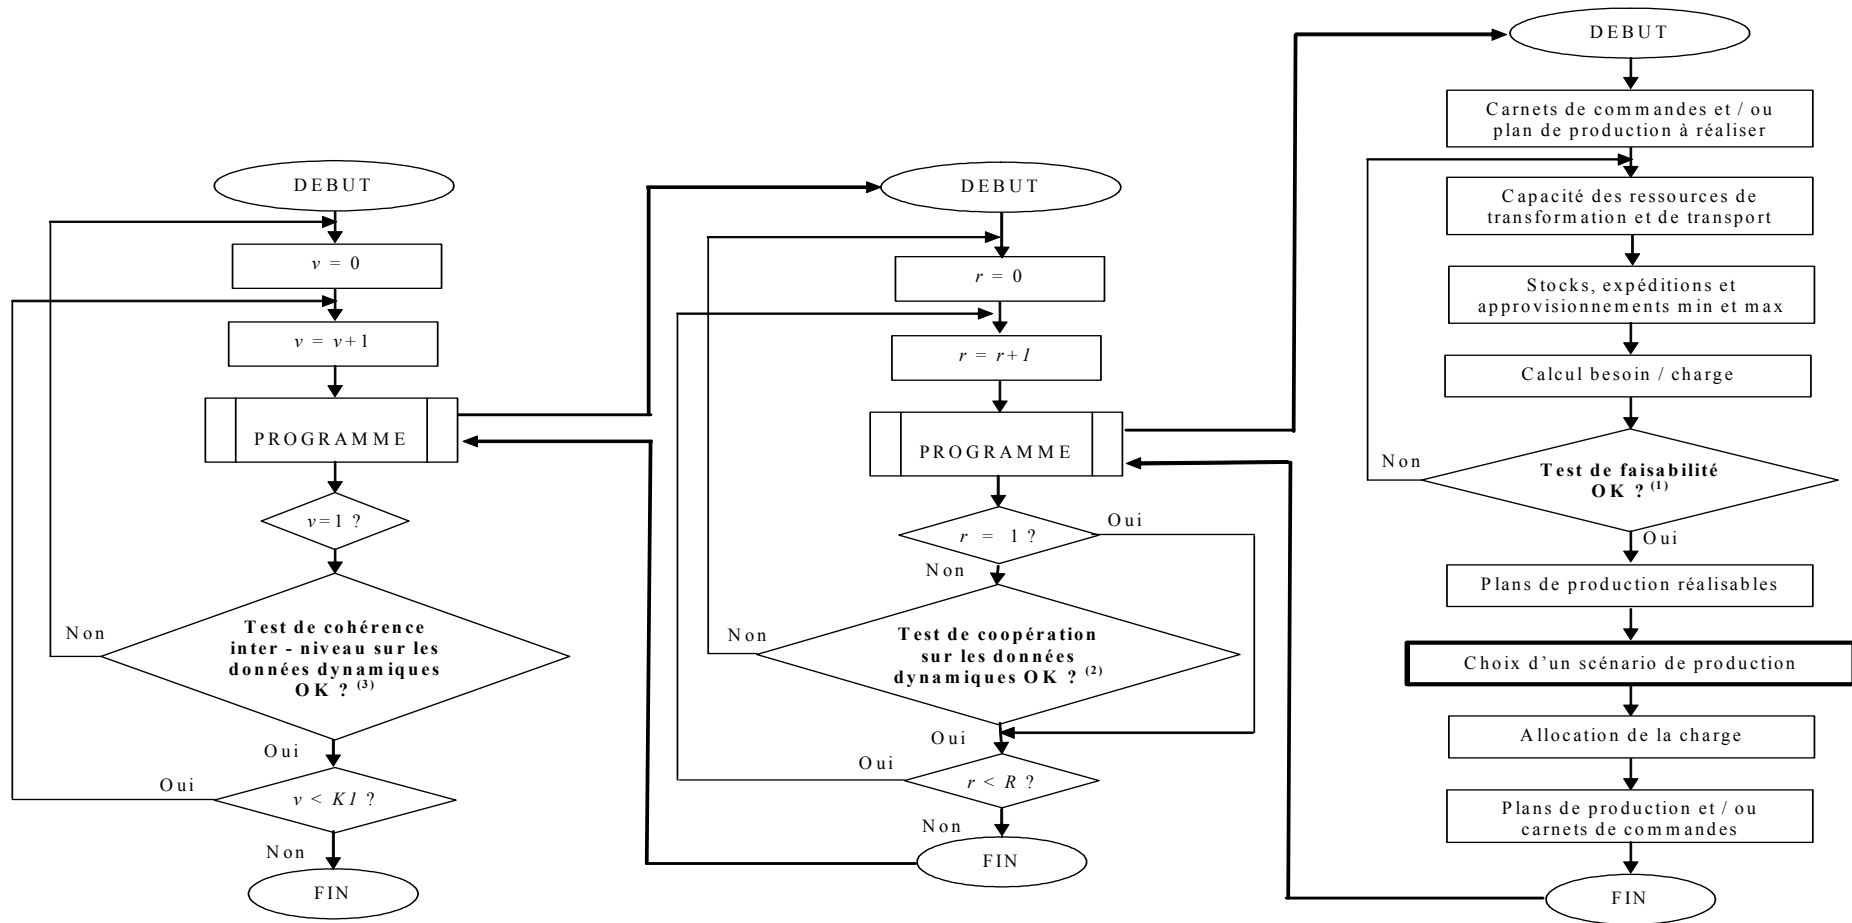 DEBUT
v = 0
v = v+1
PROGRAMME
v=1 ?
Non
Test de cohérence
inter - niveau sur les
données dynamiques
OK ? (3)
Oui
Oui
v < K1 ?
Non
FIN
DEBUT
r = 0
r = r+1
PROGRAMME
Oui
r = 1 ?
Non
Non
Test de coopération
sur les données
dynamiques OK ? (2)
Oui
Oui
r < R ?
Non
FIN
DEBUT
Carnets de commandes et / ou
plan de production à réaliser
Capacité des ressources de
transformation et de transport
Stocks, expéditions et
approvisionnements min et max
Calcul besoin / charge
Non
Test de faisabilité
OK ? (1)
Oui
Plans de production réalisables
Choix d'un scénario de production
Allocation de la charge
Plans de production et / ou
carnets de commandes
FIN